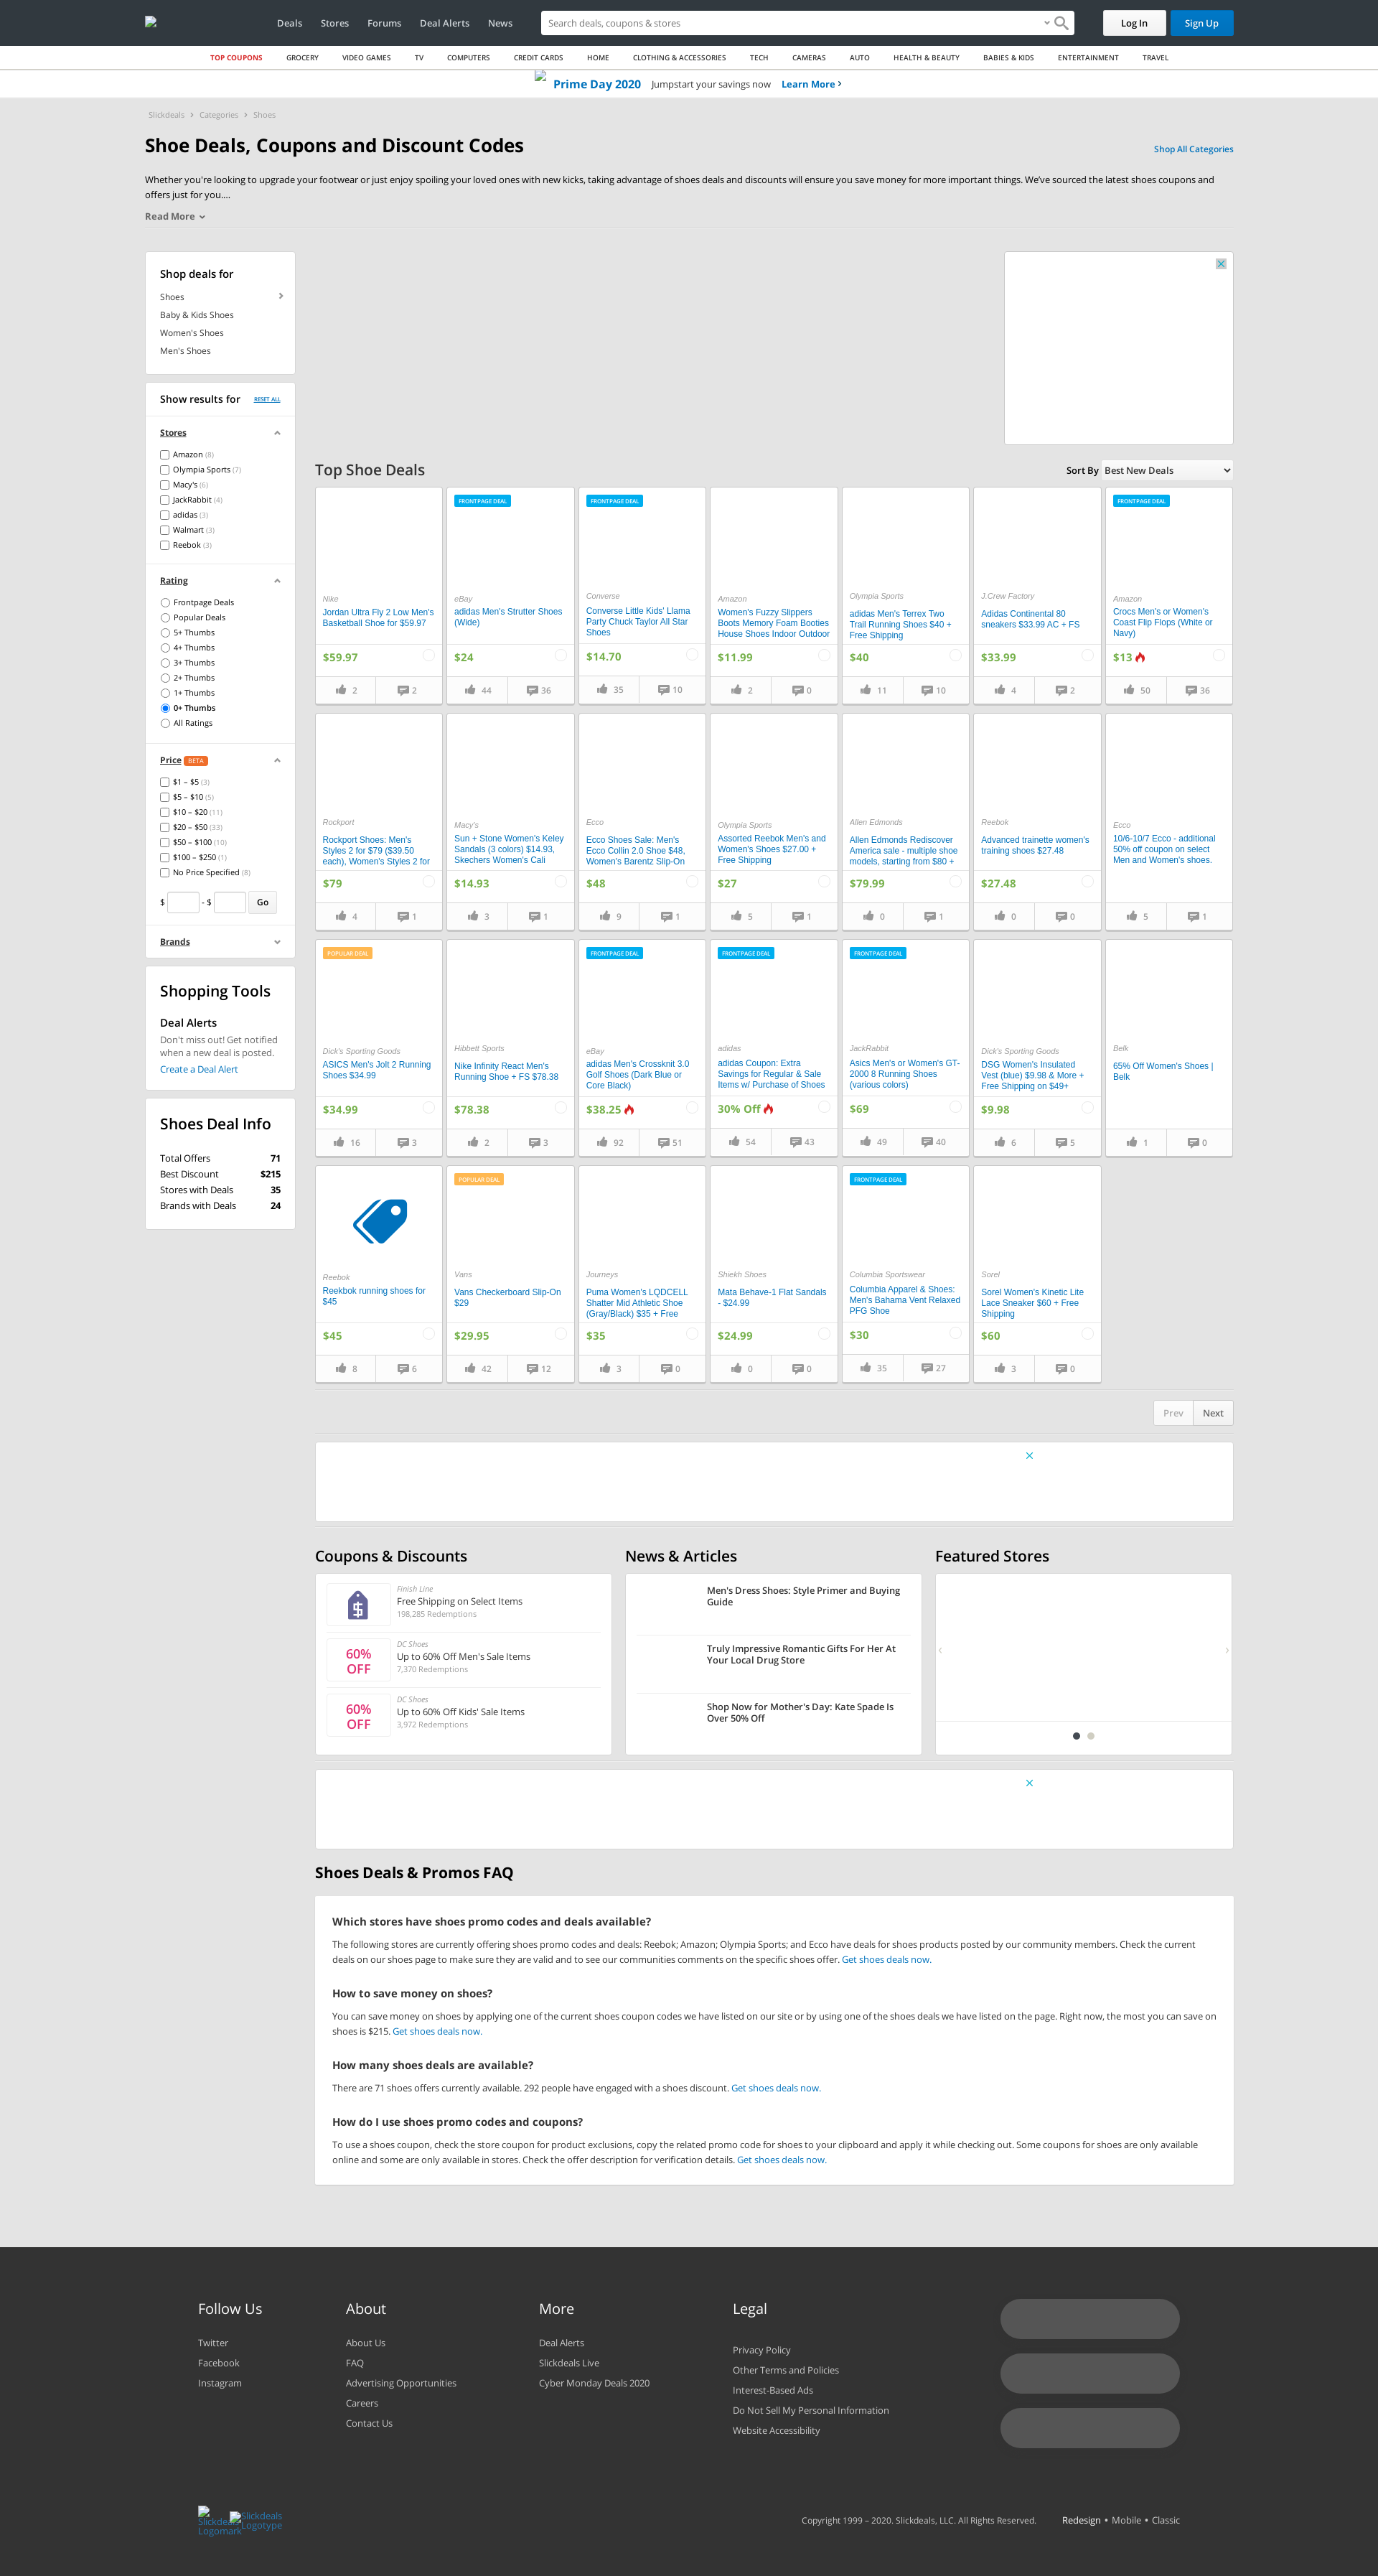 Deals Stores Forums Deal Alerts News
Search deals, coupons & stores
Log In
Sign Up
TOP COUPONS GROCERY VIDEO GAMES TV COMPUTERS CREDIT CARDS HOME CLOTHING & ACCESSORIES TECH CAMERAS AUTO HEALTH & BEAUTY BABIES & KIDS ENTERTAINMENT TRAVEL
Prime Day 2020 Jumpstart your savings now Learn More
Slickdeals > Categories > Shoes
Shoe Deals, Coupons and Discount Codes
Shop All Categories
Whether you're looking to upgrade your footwear or just enjoy spoiling your loved ones with new kicks, taking advantage of shoes deals and discounts will ensure you save money for more important things. We've sourced the latest shoes coupons and
offers just for you....
Read More
Shop deals for
Shoes
Baby & Kids Shoes
Women's Shoes
Men's Shoes
Show results for
RESET ALL
Stores
Amazon (8)
Olympia Sports (7)
Macy's (6)
JackRabbit (4)
adidas (3)
Walmart (3)
Reebok (3)
Rating
Frontpage Deals
Popular Deals
5+ Thumbs
4+ Thumbs
3+ Thumbs
2+ Thumbs
1+ Thumbs
0+ Thumbs
All Ratings
Price BETA
$1 – $5 (3)
$5 – $10 (5)
$10 – $20 (11)
$20 – $50 (33)
$50 – $100 (10)
$100 – $250 (1)
No Price Specified (8)
$ - $ Go
Brands
Shopping Tools
Deal Alerts
Don't miss out! Get notified
when a new deal is posted.
Create a Deal Alert
Shoes Deal Info
Total Offers 71
Best Discount $215
Stores with Deals 35
Brands with Deals 24
Top Shoe Deals
Sort By Best New Deals
Nike
Jordan Ultra Fly 2 Low Men's
Basketball Shoe for $59.97
$59.97
2 2
FRONTPAGE DEAL
eBay
adidas Men's Strutter Shoes
(Wide)
$24
44 36
FRONTPAGE DEAL
Converse
Converse Little Kids' Llama
Party Chuck Taylor All Star
Shoes
$14.70
35 10
Amazon
Women's Fuzzy Slippers
Boots Memory Foam Booties
House Shoes Indoor Outdoor
$11.99
2 0
Olympia Sports
adidas Men's Terrex Two
Trail Running Shoes $40 +
Free Shipping
$40
11 10
J.Crew Factory
Adidas Continental 80
sneakers $33.99 AC + FS
$33.99
4 2
FRONTPAGE DEAL
Amazon
Crocs Men's or Women's
Coast Flip Flops (White or
Navy)
$13
50 36
Rockport
Rockport Shoes: Men's
Styles 2 for $79 ($39.50
each), Women's Styles 2 for
$79
4 1
Macy's
Sun + Stone Women's Keley
Sandals (3 colors) $14.93,
Skechers Women's Cali
$14.93
3 1
Ecco
Ecco Shoes Sale: Men's
Ecco Collin 2.0 Shoe $48,
Women's Barentz Slip-On
$48
9 1
Olympia Sports
Assorted Reebok Men's and
Women's Shoes $27.00 +
Free Shipping
$27
5 1
Allen Edmonds
Allen Edmonds Rediscover
America sale - multiple shoe
models, starting from $80 +
$79.99
0 1
Reebok
Advanced trainette women's
training shoes $27.48
$27.48
0 0
Ecco
10/6-10/7 Ecco - additional
50% off coupon on select
Men and Women's shoes.
5 1
POPULAR DEAL
Dick's Sporting Goods
ASICS Men's Jolt 2 Running
Shoes $34.99
$34.99
16 3
Hibbett Sports
Nike Infinity React Men's
Running Shoe + FS $78.38
$78.38
2 3
FRONTPAGE DEAL
eBay
adidas Men's Crossknit 3.0
Golf Shoes (Dark Blue or
Core Black)
$38.25
92 51
FRONTPAGE DEAL
adidas
adidas Coupon: Extra
Savings for Regular & Sale
Items w/ Purchase of Shoes
30% Off
54 43
FRONTPAGE DEAL
JackRabbit
Asics Men's or Women's GT-
2000 8 Running Shoes
(various colors)
$69
49 40
Dick's Sporting Goods
DSG Women's Insulated
Vest (blue) $9.98 & More +
Free Shipping on $49+
$9.98
6 5
Belk
65% Off Women's Shoes |
Belk
1 0
Reebok
Reekbok running shoes for
$45
$45
8 6
POPULAR DEAL
Vans
Vans Checkerboard Slip-On
$29
$29.95
42 12
Journeys
Puma Women's LQDCELL
Shatter Mid Athletic Shoe
(Gray/Black) $35 + Free
$35
3 0
Shiekh Shoes
Mata Behave-1 Flat Sandals
- $24.99
$24.99
0 0
FRONTPAGE DEAL
Columbia Sportswear
Columbia Apparel & Shoes:
Men's Bahama Vent Relaxed
PFG Shoe
$30
35 27
Sorel
Sorel Women's Kinetic Lite
Lace Sneaker $60 + Free
Shipping
$60
3 0
Prev Next
Coupons & Discounts
Finish Line
Free Shipping on Select Items
198,285 Redemptions
60%
OFF
DC Shoes
Up to 60% Off Men's Sale Items
7,370 Redemptions
60%
OFF
DC Shoes
Up to 60% Off Kids' Sale Items
3,972 Redemptions
News & Articles
Men's Dress Shoes: Style Primer and Buying
Guide
Truly Impressive Romantic Gifts For Her At
Your Local Drug Store
Shop Now for Mother's Day: Kate Spade Is
Over 50% Off
Featured Stores
Shoes Deals & Promos FAQ
Which stores have shoes promo codes and deals available?
The following stores are currently offering shoes promo codes and deals: Reebok; Amazon; Olympia Sports; and Ecco have deals for shoes products posted by our community members. Check the current
deals on our shoes page to make sure they are valid and to see our communities comments on the specific shoes offer. Get shoes deals now.
How to save money on shoes?
You can save money on shoes by applying one of the current shoes coupon codes we have listed on our site or by using one of the shoes deals we have listed on the page. Right now, the most you can save on
shoes is $215. Get shoes deals now.
How many shoes deals are available?
There are 71 shoes offers currently available. 292 people have engaged with a shoes discount. Get shoes deals now.
How do I use shoes promo codes and coupons?
To use a shoes coupon, check the store coupon for product exclusions, copy the related promo code for shoes to your clipboard and apply it while checking out. Some coupons for shoes are only available
online and some are only available in stores. Check the offer description for verification details. Get shoes deals now.
Follow Us
Twitter
Facebook
Instagram
About
About Us
FAQ
Advertising Opportunities
Careers
Contact Us
More
Deal Alerts
Slickdeals Live
Cyber Monday Deals 2020
Legal
Privacy Policy
Other Terms and Policies
Interest-Based Ads
Do Not Sell My Personal Information
Website Accessibility
Slickdeals
Logomark
Slickdeals
Logotype
Copyright 1999 – 2020. Slickdeals, LLC. All Rights Reserved.
Redesign • Mobile • Classic